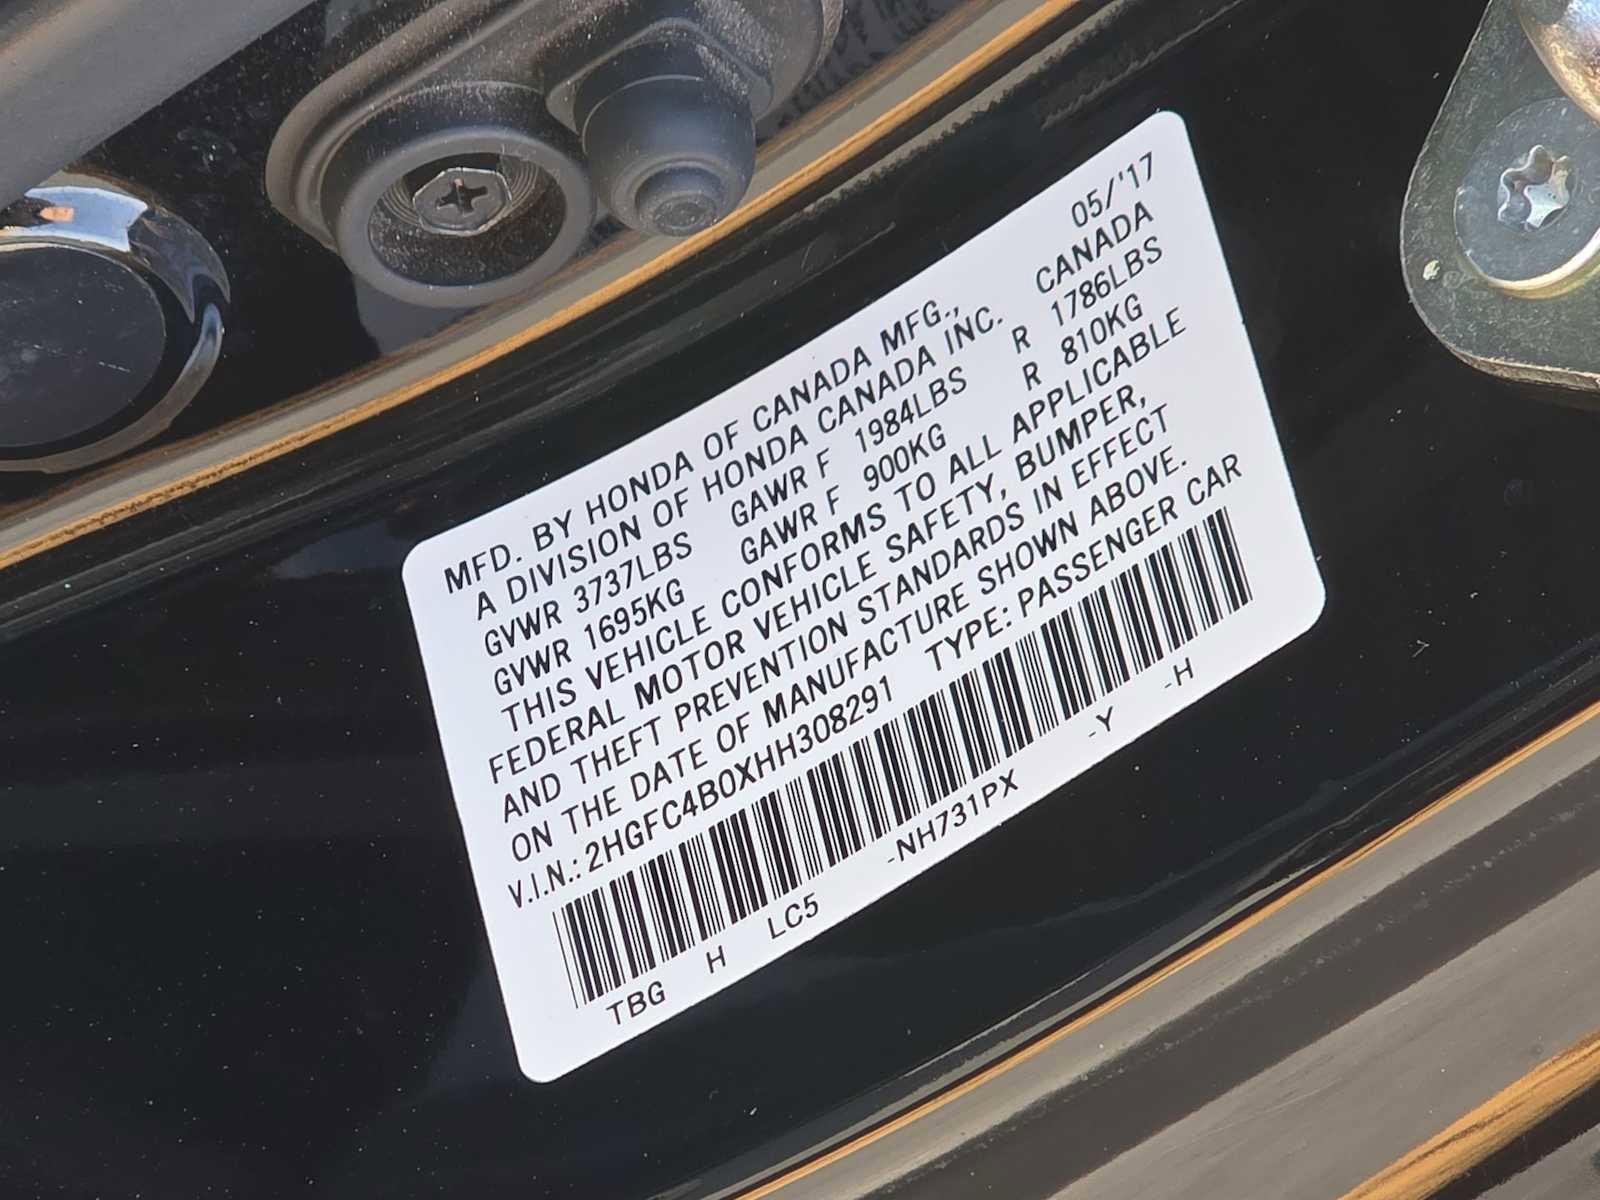 05/'17
MFD. BY HONDA OF CANADA MFG.,
A DIVISION OF HONDA CANADA INC. CANADA
GVWR 3737LBS GAWR F 1984LBS R 1786LBS
GVWR 1695KG GAWR F 900KG R 810KG
THIS VEHICLE CONFORMS TO ALL APPLICABLE
FEDERAL MOTOR VEHICLE SAFETY, BUMPER,
AND THEFT PREVENTION STANDARDS IN EFFECT
ON THE DATE OF MANUFACTURE SHOWN ABOVE.
V.I.N.: 2HGFC4B0XHH308291 TYPE: PASSENGER CAR
TBG H LC5 -NH731PX -Y -H